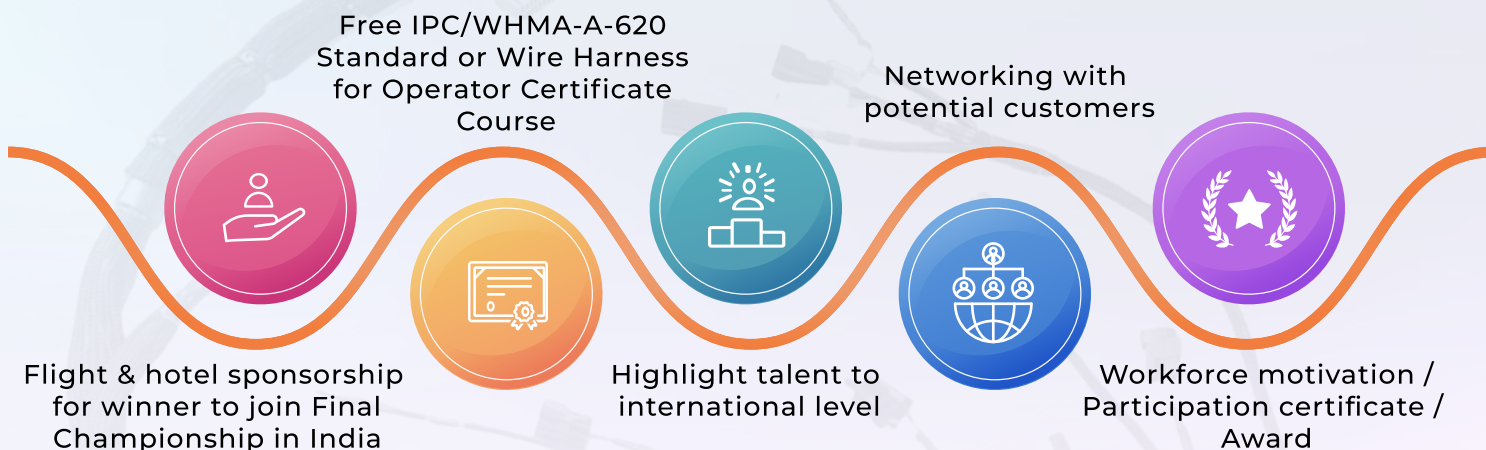 Flight & hotel sponsorship
for winner to join Final
Championship in India
Free IPC/WHMA-A-620
Standard or Wire Harness
for Operator Certificate
Course
Highlight talent to
international level
Networking with
potential customers
Workforce motivation /
Participation certificate /
Award